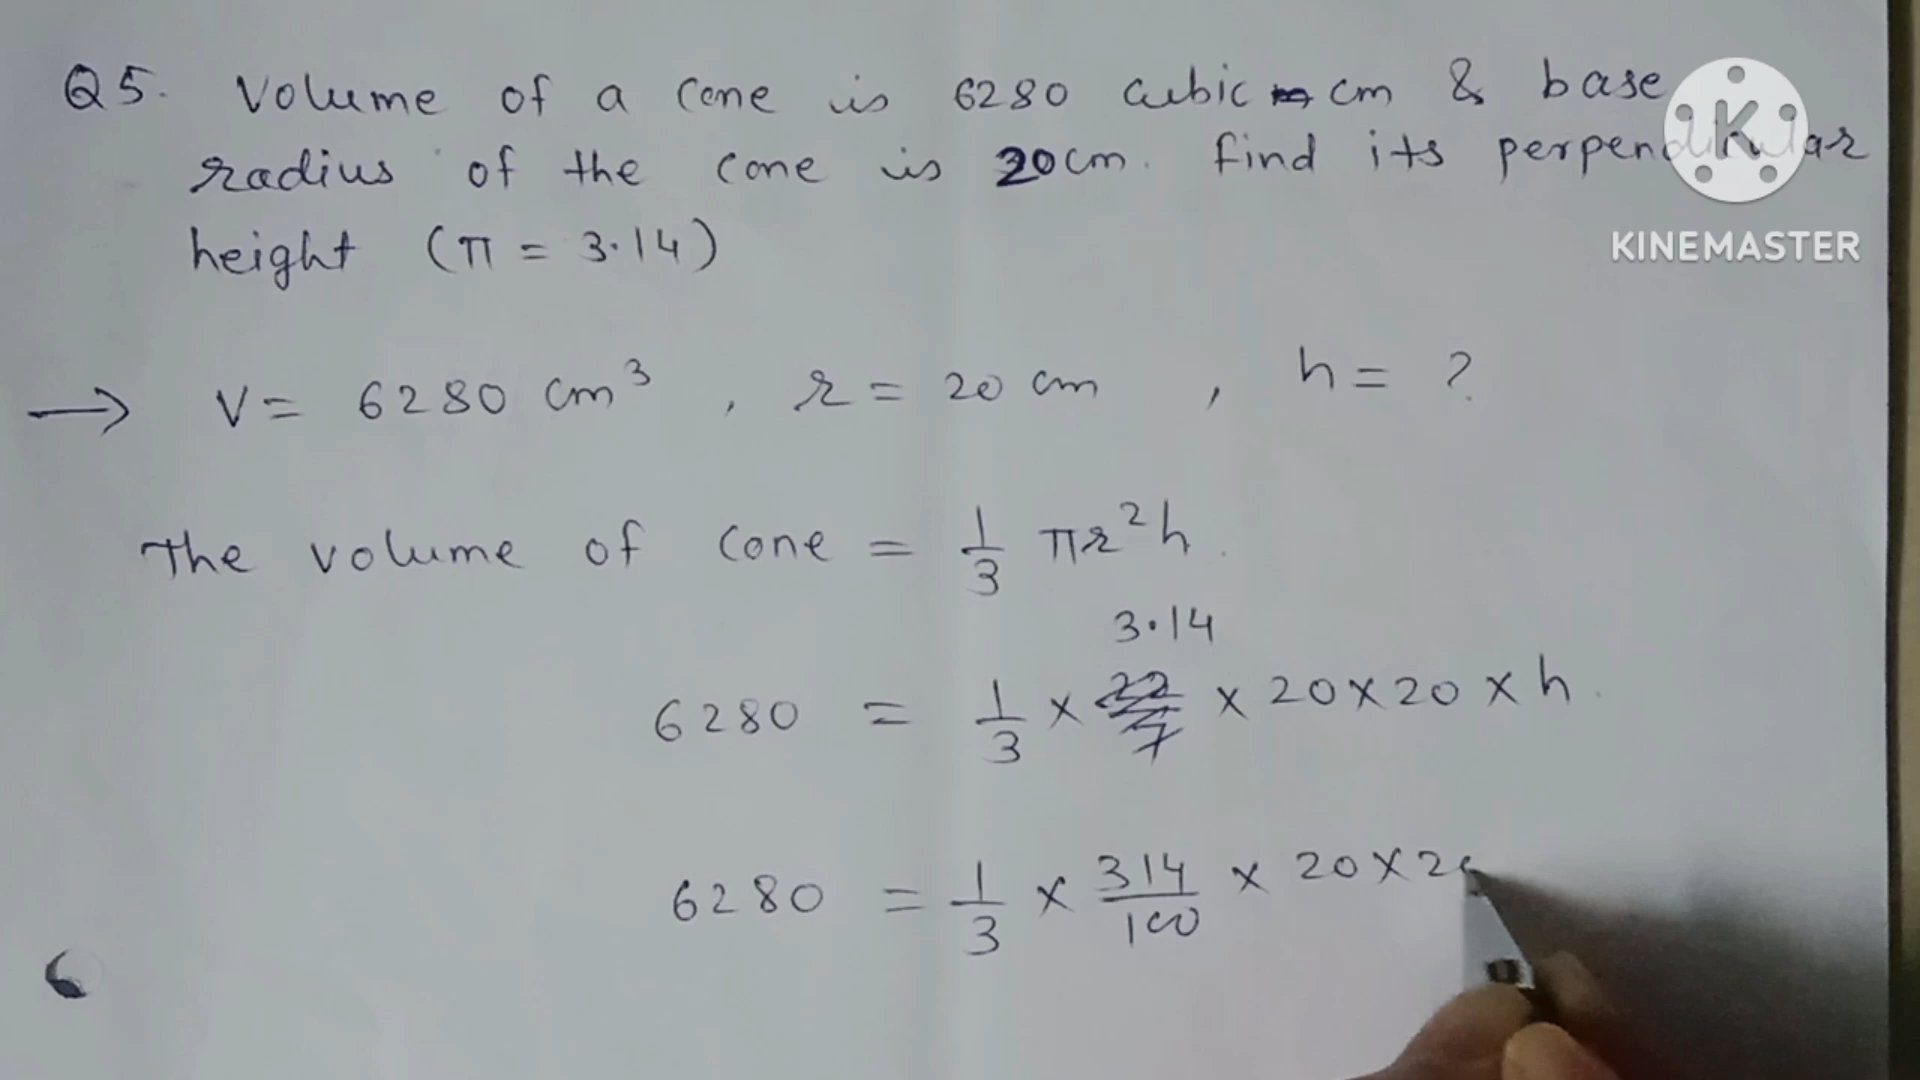 Q5. Volume of a cone is 6280 cubic cm & base
radius of the cone is 20cm. find its perpendikular
height (π = 3.14)
→ V = 6280 cm³ , r = 20 cm , h = ?
The volume of cone = 1/3 πr²h.
3.14
6280 = 1/3 × 22/7 × 20 × 20 × h.
6280 = 1/3 × 314/100 × 20 × 20
K
KINEMASTER